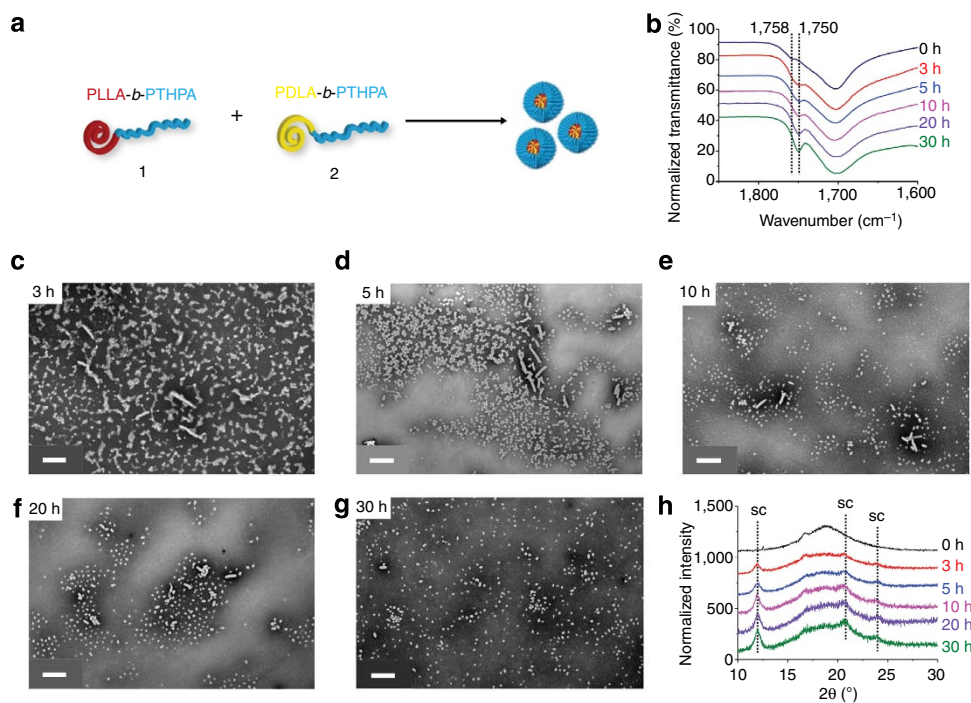 a
PLLA-b-PTHPA
+
PDLA-b-PTHPA
1
2
b
1,758
1,750
Normalized transmittance (%)
100
80
60
40
20
0
0 h
3 h
5 h
10 h
20 h
30 h
1,800
1,700
1,600
Wavenumber (cm⁻¹)
c
3 h
d
5 h
e
10 h
f
20 h
g
30 h
h
sc
sc
sc
Normalized intensity
1,500
1,000
500
0
0 h
3 h
5 h
10 h
20 h
30 h
10
15
20
25
30
2θ (°)